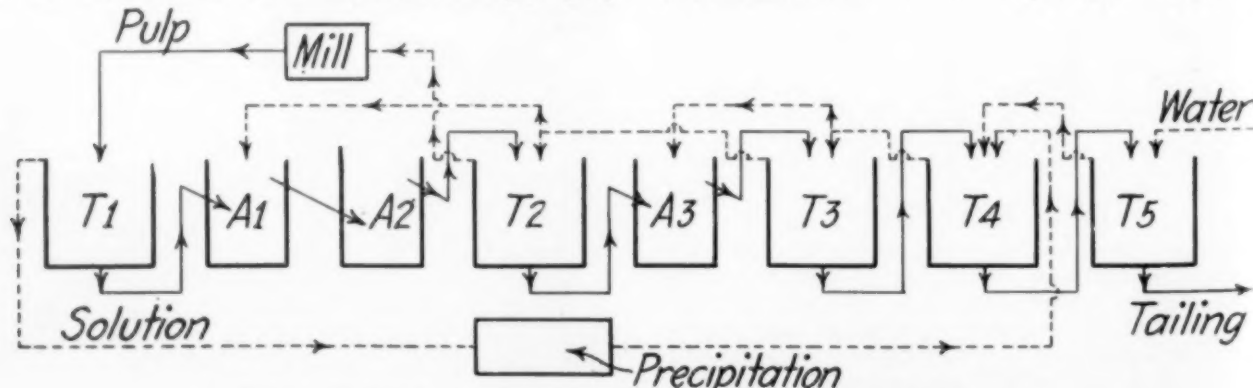 Pulp
Mill
Water
T1
A1
A2
T2
A3
T3
T4
T5
Solution
Tailing
Precipitation